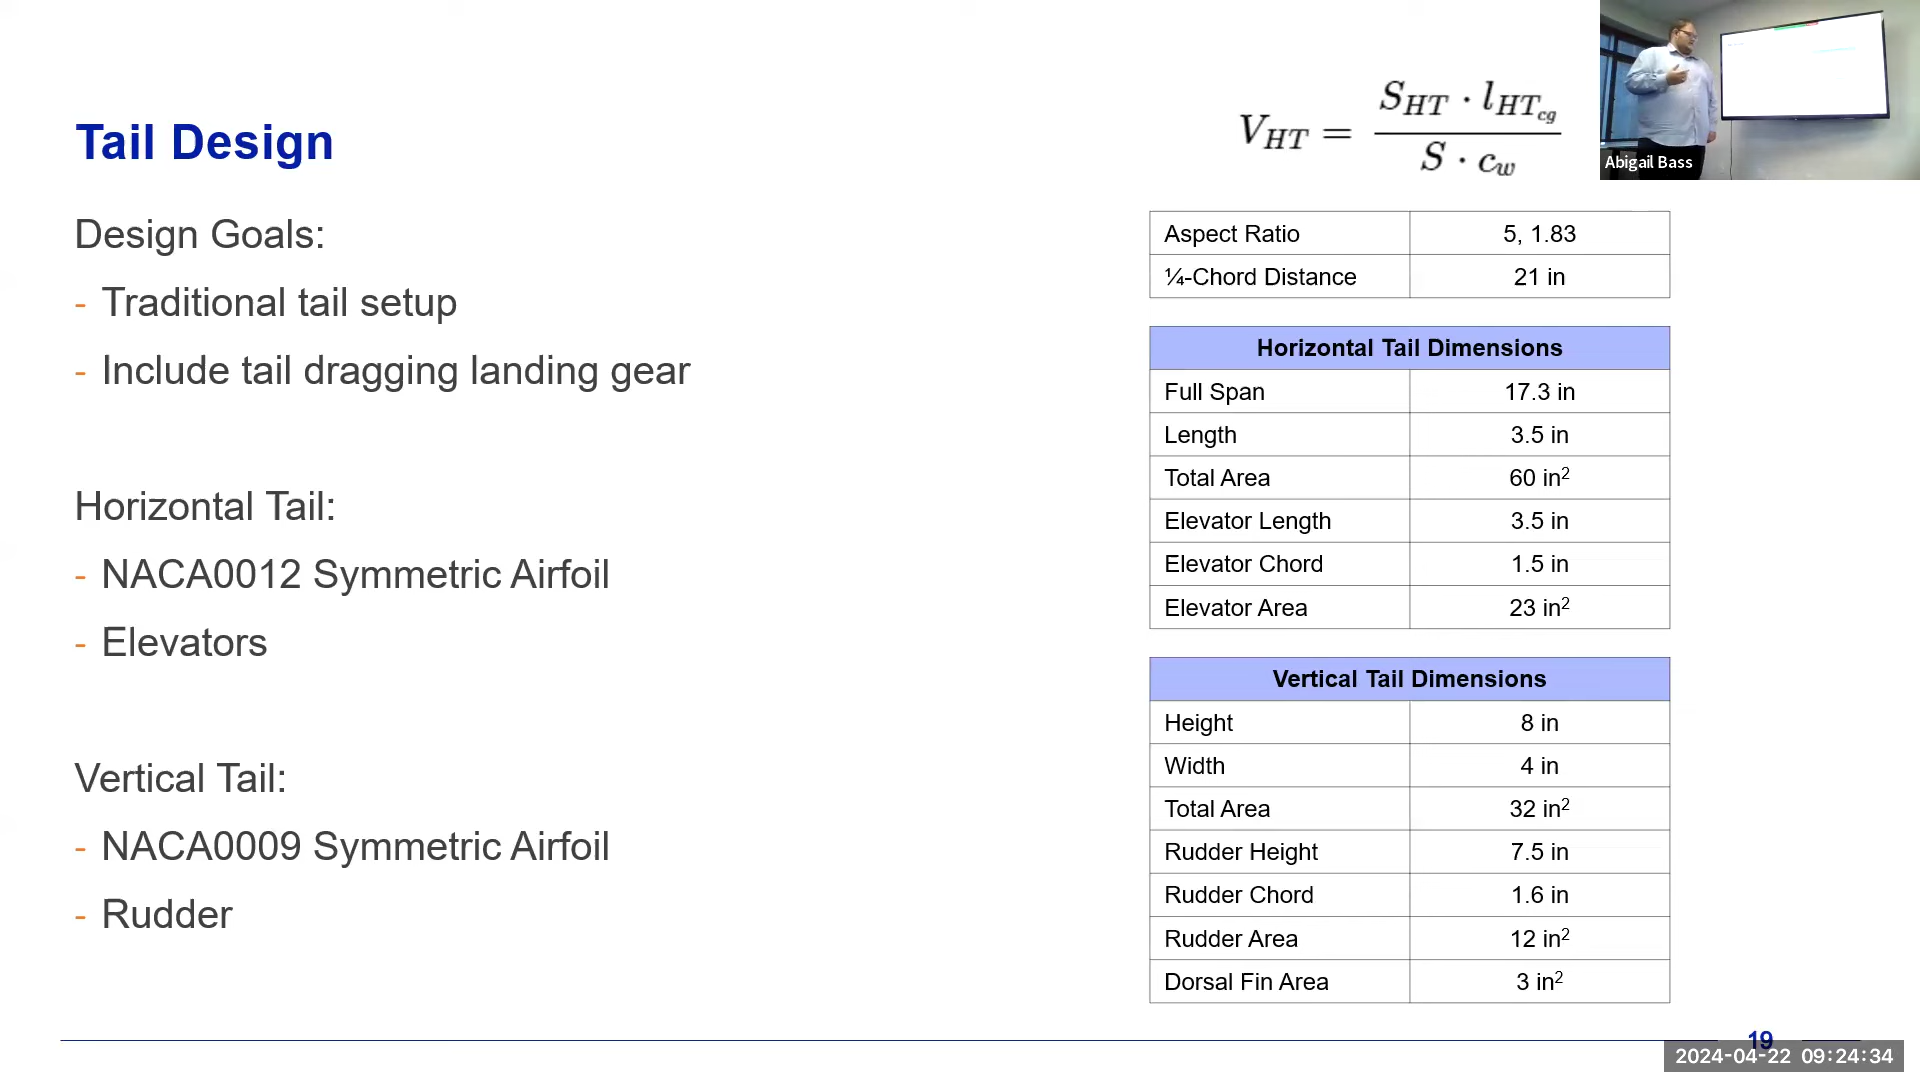 Tail Design
Design Goals:
- Traditional tail setup
- Include tail dragging landing gear
Horizontal Tail:
- NACA0012 Symmetric Airfoil
- Elevators
Vertical Tail:
- NACA0009 Symmetric Airfoil
- Rudder
V_HT = (S_HT · l_HT_cg) / (S · c_w)
Abigail Bass
Aspect Ratio 5, 1.83
¼-Chord Distance 21 in
Horizontal Tail Dimensions
Full Span 17.3 in
Length 3.5 in
Total Area 60 in²
Elevator Length 3.5 in
Elevator Chord 1.5 in
Elevator Area 23 in²
Vertical Tail Dimensions
Height 8 in
Width 4 in
Total Area 32 in²
Rudder Height 7.5 in
Rudder Chord 1.6 in
Rudder Area 12 in²
Dorsal Fin Area 3 in²
19
2024-04-22 09:24:34